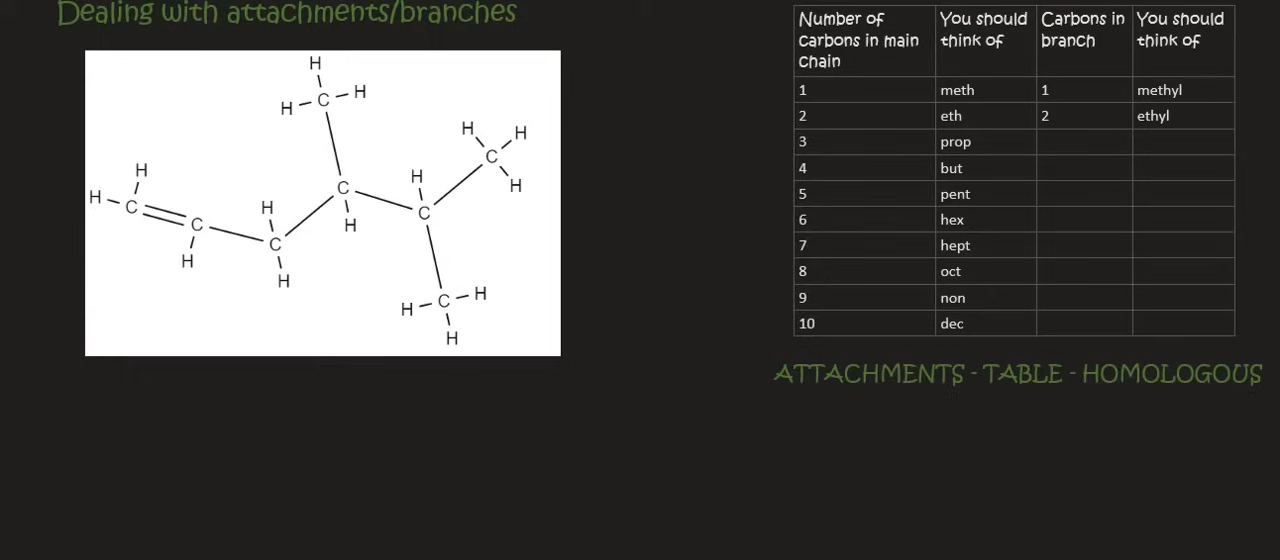 Dealing with attachments/branches
H
H C H
H H
C
H
H
H C
H
C H
C
H C
H
C
H
H
H C H
H
Number of carbons in main chain You should think of Carbons in branch You should think of
1 meth 1 methyl
2 eth 2 ethyl
3 prop
4 but
5 pent
6 hex
7 hept
8 oct
9 non
10 dec
ATTACHMENTS - TABLE - HOMOLOGOUS